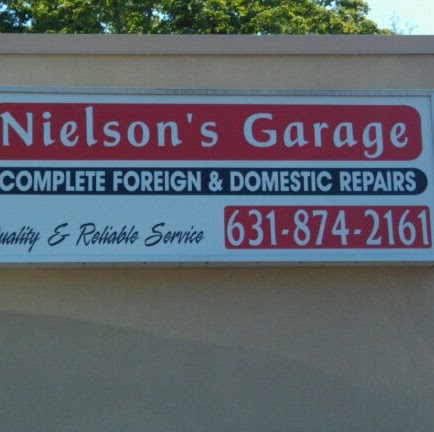 Nielson's Garage
COMPLETE FOREIGN & DOMESTIC REPAIRS
uality & Reliable Service
631-874-2161